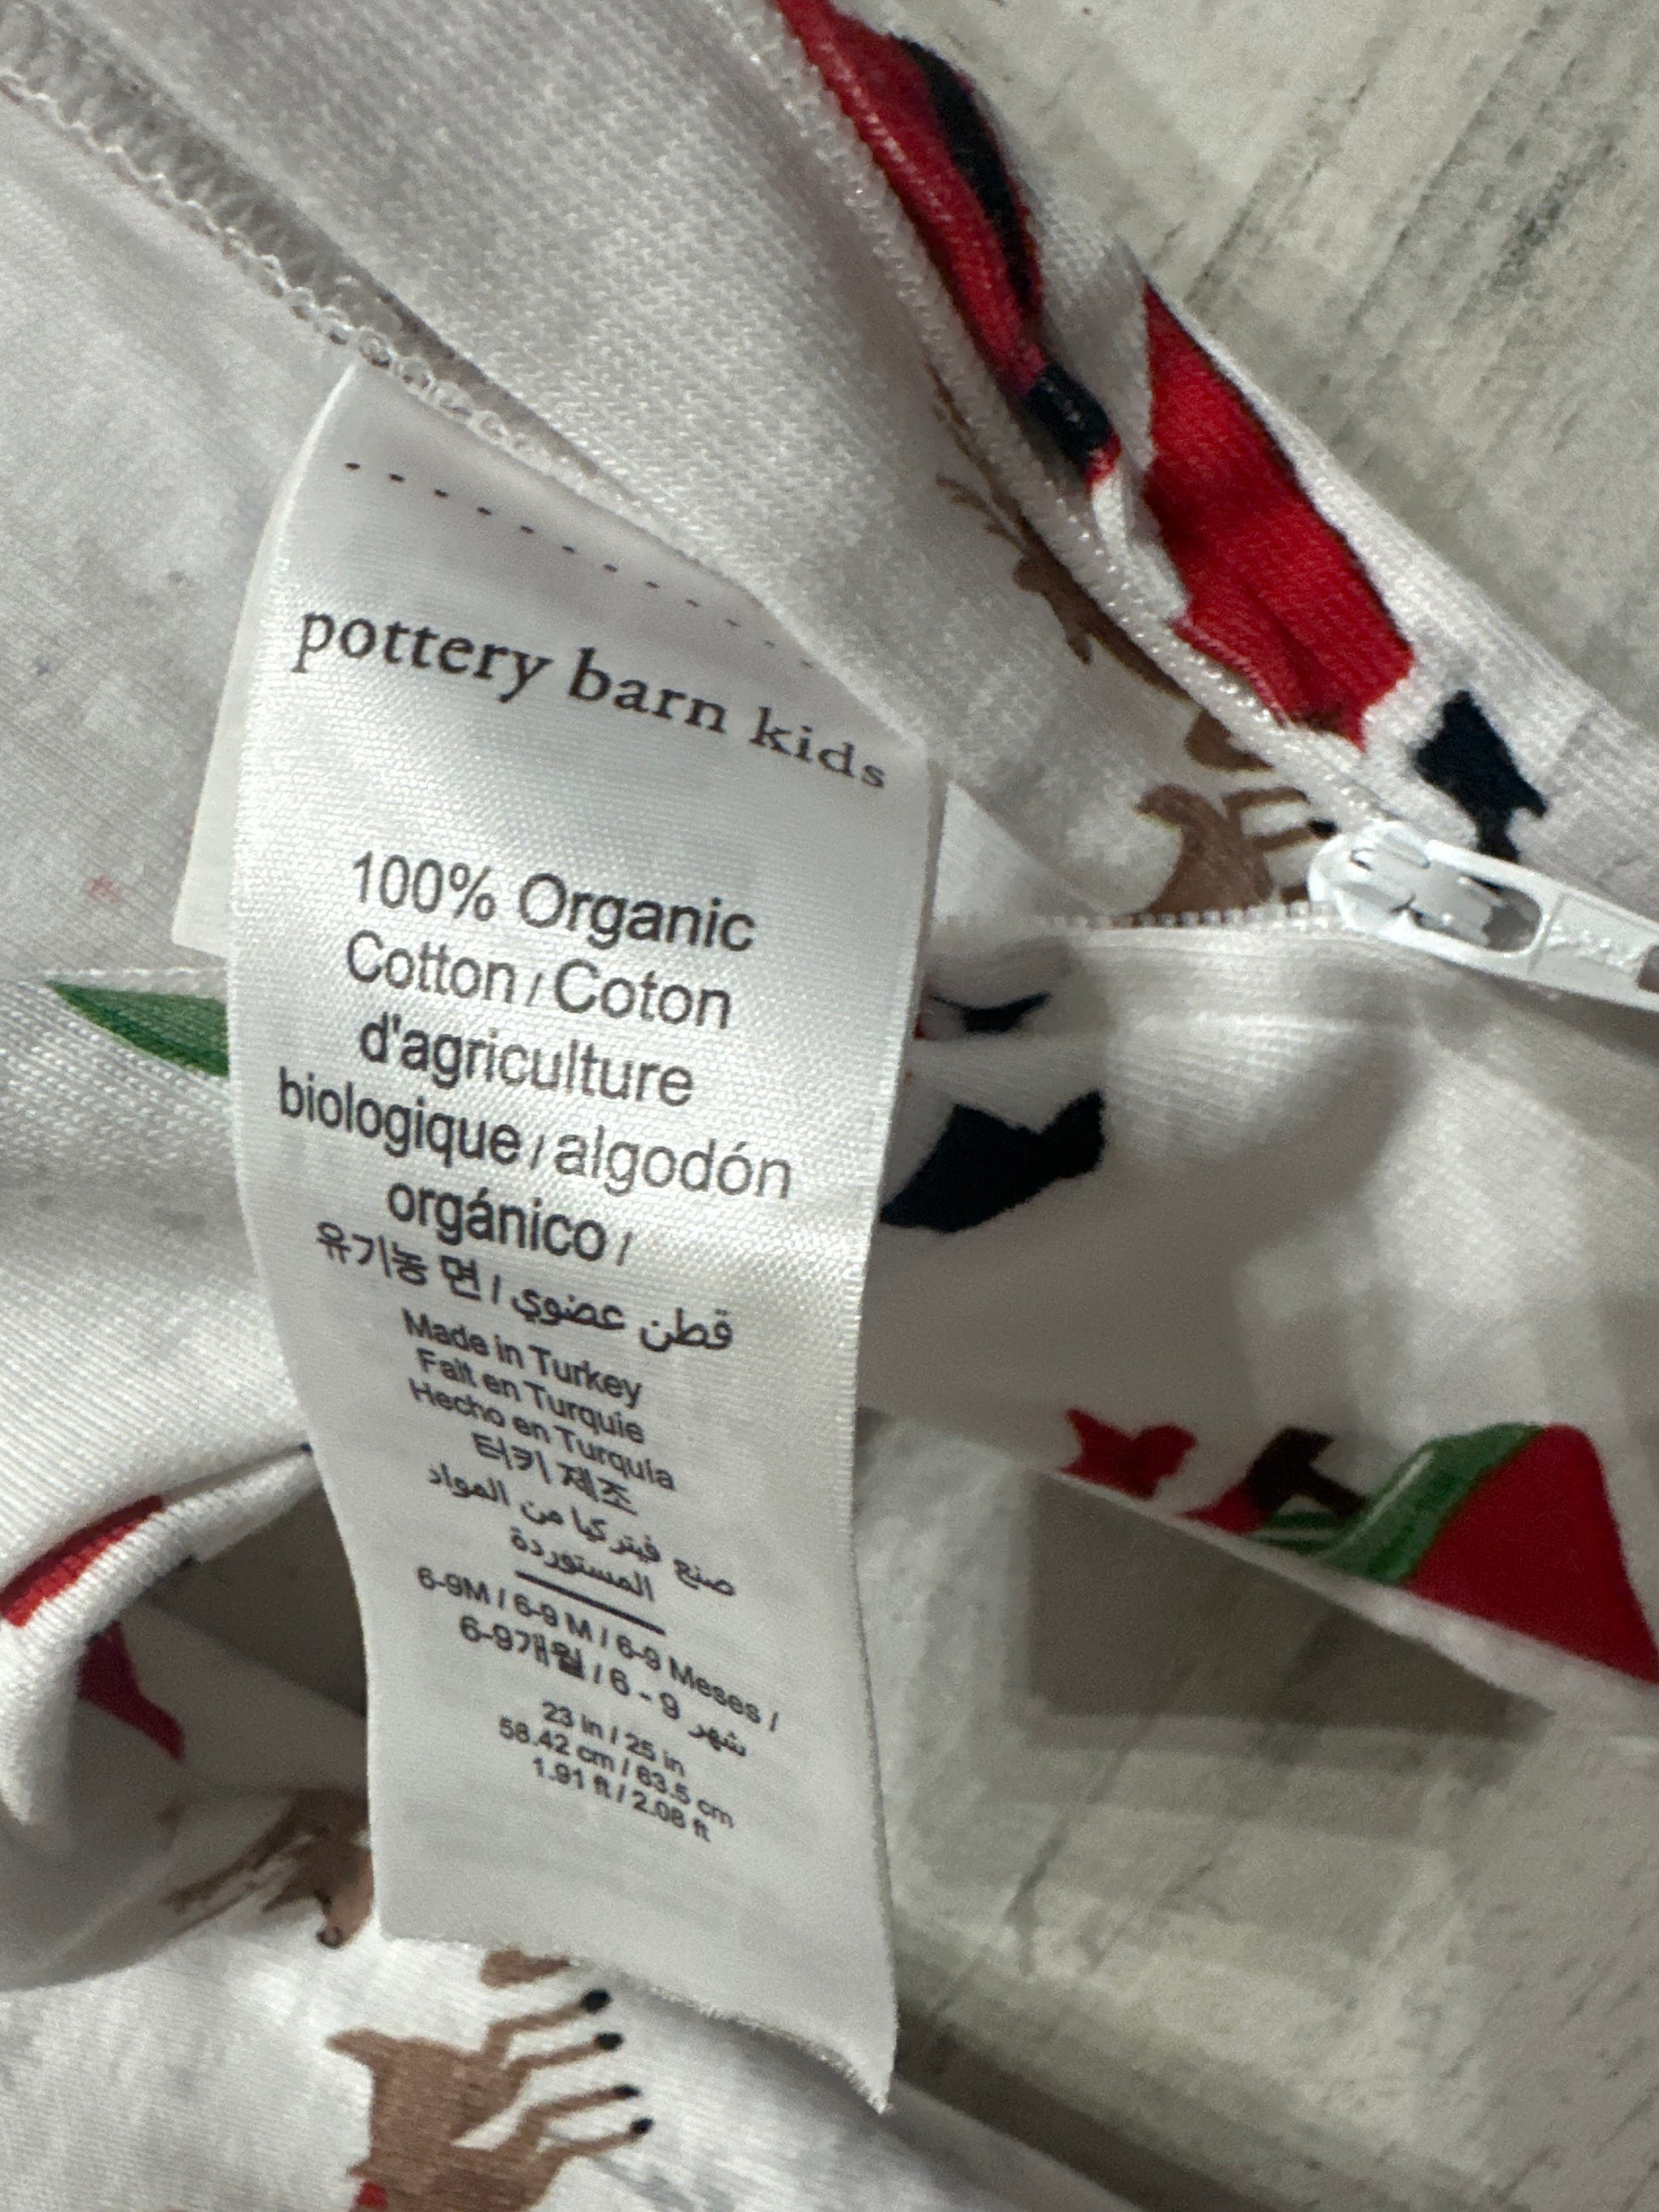 pottery barn kids
100% Organic
Cotton / Coton
d'agriculture
biologique / algodón
orgánico /
유기농 면 / قطن عضوي
Made in Turkey
Fait en Turquie
Hecho en Turquía
터키 제조
صنع فيتركيا من المواد
المستوردة
6-9M / 6-9 M / 6-9 Meses /
6-9개월 / 6 - 9 شهر
23 in / 25 in
58.42 cm / 63.5 cm
1.91 ft / 2.08 ft